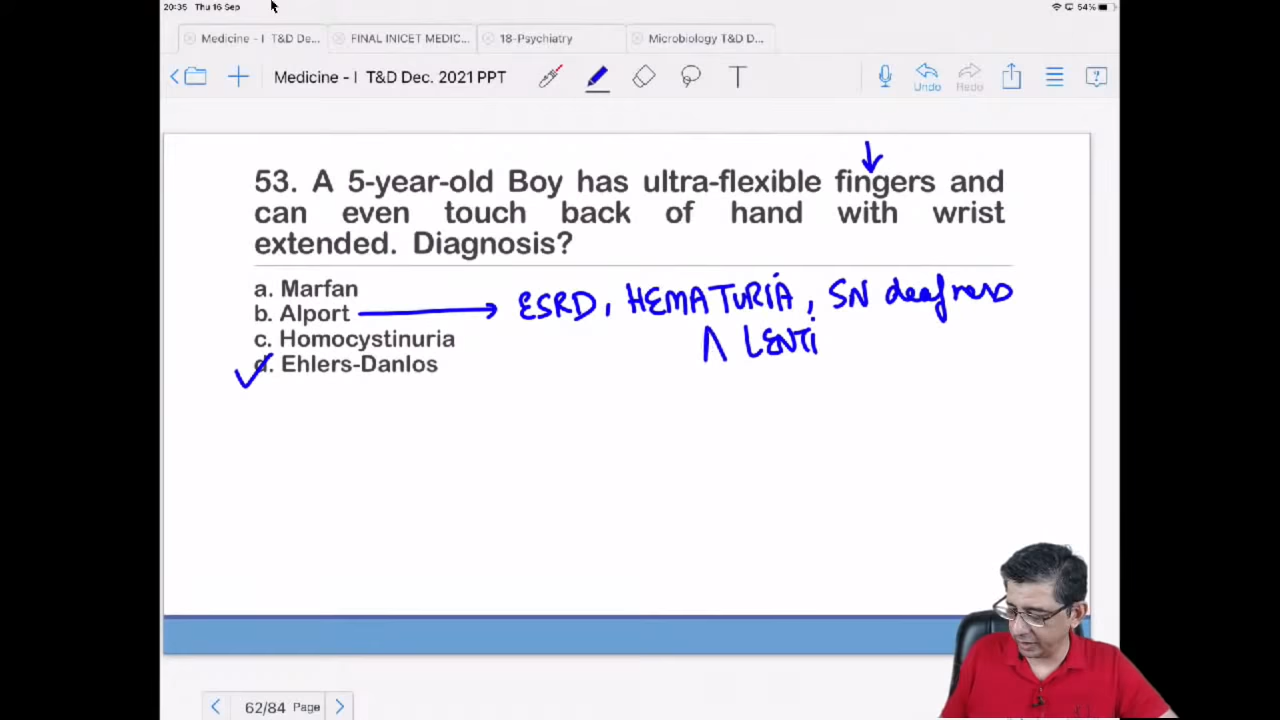 20:35 Thu 16 Sep 54%
Medicine - I T&D De... FINAL INICET MEDIC... 18-Psychiatry Microbiology T&D D...
Medicine - I T&D Dec. 2021 PPT T Undo Redo
53. A 5-year-old Boy has ultra-flexible fingers and
can even touch back of hand with wrist
extended. Diagnosis?
a. Marfan
b. Alport → ESRD, HEMATURIA, SN deafness
Λ LENTI
c. Homocystinuria
d. Ehlers-Danlos
62/84 Page